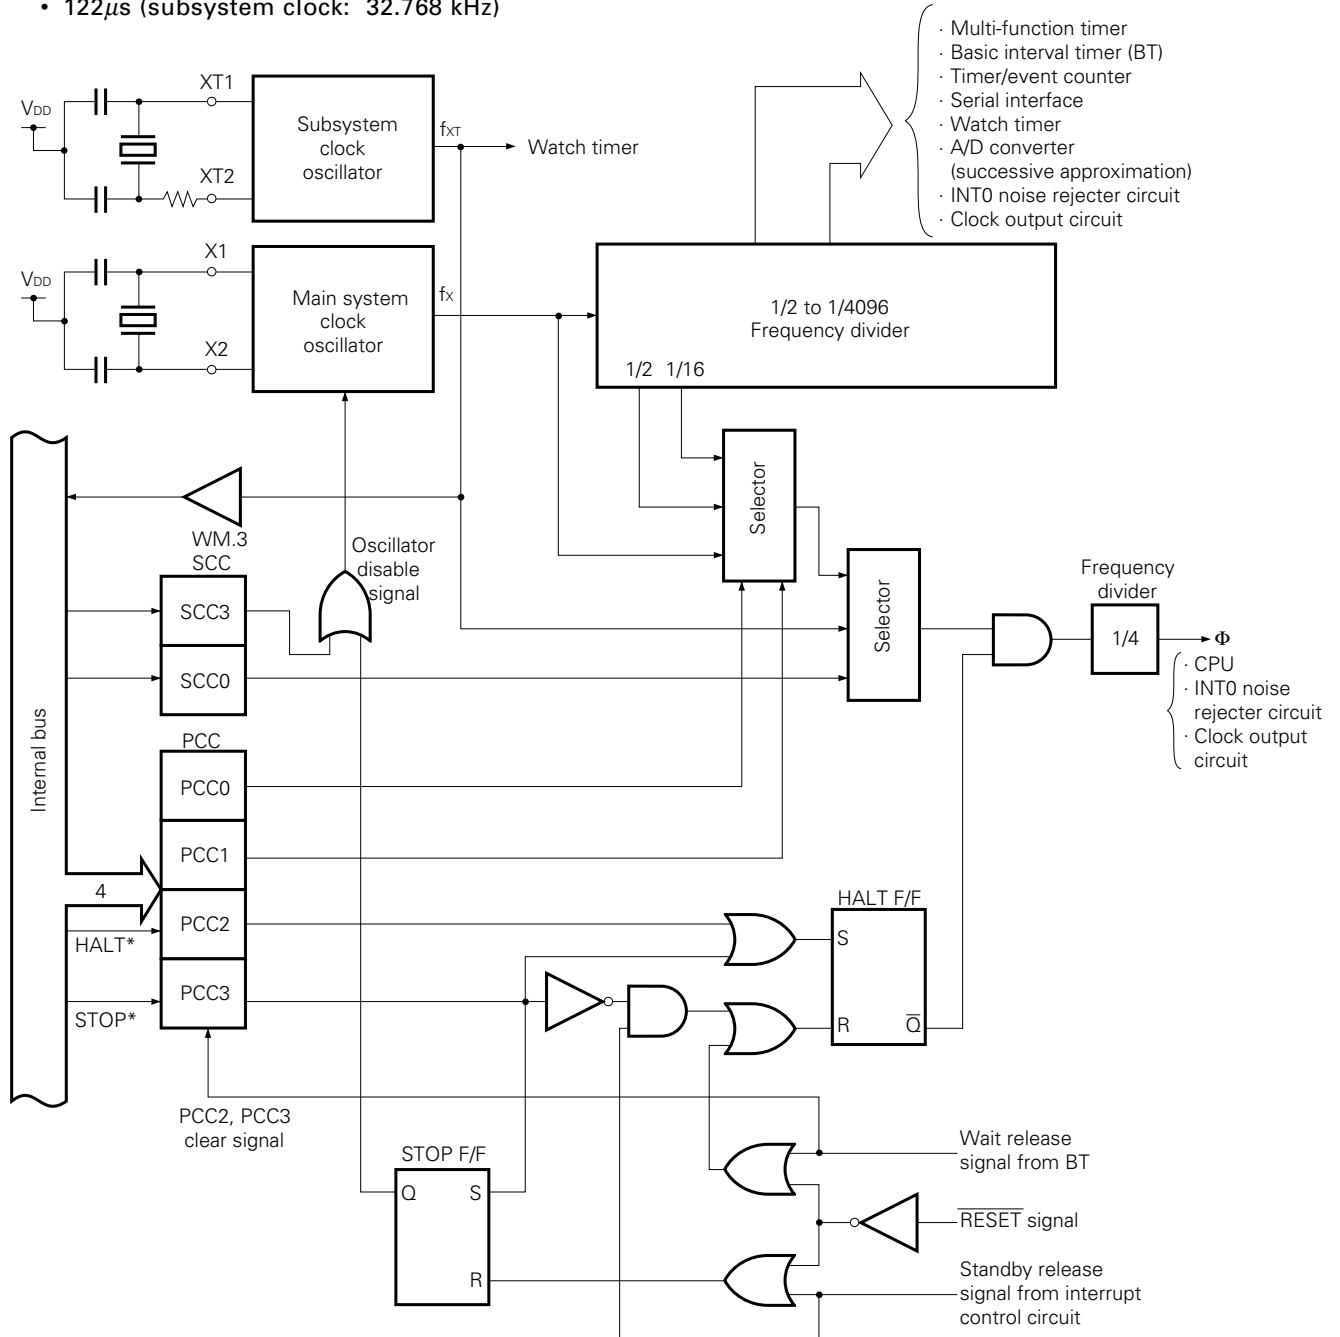 • 122μs (subsystem clock: 32.768 kHz)
· Multi-function timer
· Basic interval timer (BT)
· Timer/event counter
· Serial interface
· Watch timer
· A/D converter
(successive approximation)
· INT0 noise rejecter circuit
· Clock output circuit
VDD
XT1
XT2
Subsystem
clock
oscillator
fXT
Watch timer
VDD
X1
X2
Main system
clock
oscillator
fX
1/2 to 1/4096
Frequency divider
1/2 1/16
Selector
Selector
WM.3
SCC
SCC3
SCC0
Oscillator
disable
signal
Frequency
divider
1/4
Φ
· CPU
· INT0 noise
rejecter circuit
· Clock output
circuit
Internal bus
PCC
PCC0
PCC1
PCC2
PCC3
4
HALT*
STOP*
HALT F/F
S
R
Q̅
PCC2, PCC3
clear signal
STOP F/F
Q
S
R
Wait release
signal from BT
R̅E̅S̅E̅T̅ signal
Standby release
signal from interrupt
control circuit